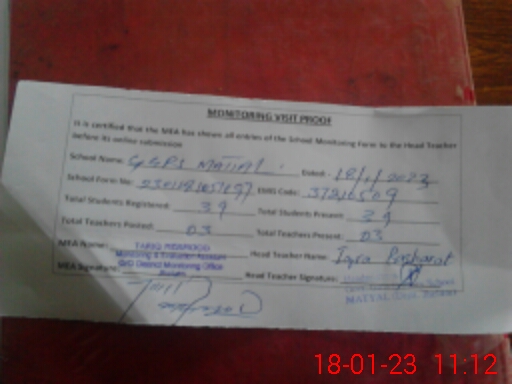 MONITORING VISIT PROOF
It is certified that the MEA has shown all entries of the School Monitoring Form to the Head Teacher
before its online submission
School Name: GGPS MATIAL Dated: 18/1/2023
School Form No: EMIS Code:
Total Students Registered: 39 Total Students Present: 39
Total Teachers Posted: 03 Total Teachers Present: 03
MEA Name: TARIQ MEHMOOD Head Teacher Name: Iqra Basharat
Monitoring & Evaluation Assistant
O/O District Monitoring Office
MEA Signature: Head Teacher Signature:
School
MATYAL
18-01-23 11:12